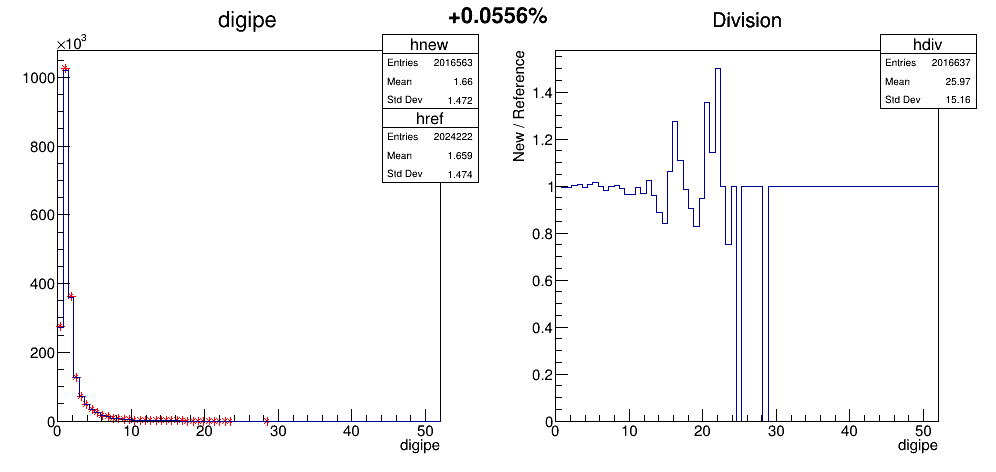 +0.0556%
digipe
×10³
hnew
Entries 2016563
Mean 1.66
Std Dev 1.472
href
Entries 2024222
Mean 1.659
Std Dev 1.474
1000
800
600
400
200
0
0 10 20 30 40 50
digipe
Division
hdiv
Entries 2016637
Mean 25.97
Std Dev 15.16
New / Reference
1.4
1.2
1
0.8
0.6
0.4
0.2
0
0 10 20 30 40 50
digipe